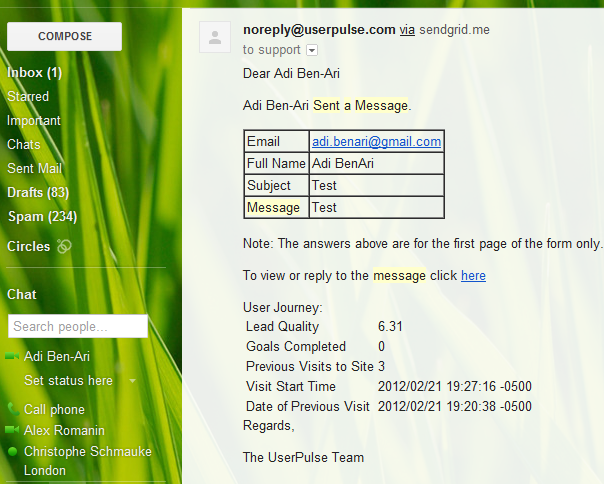 COMPOSE
Inbox (1)
Starred
Important
Chats
Sent Mail
Drafts (83)
Spam (234)
Circles
Chat
Search people...
Adi Ben-Ari
Set status here
Call phone
Alex Romanin
Christophe Schmauke
London
noreply@userpulse.com via sendgrid.me
to support
Dear Adi Ben-Ari
Adi Ben-Ari Sent a Message.
Email adi.benari@gmail.com
Full Name Adi BenAri
Subject Test
Message Test
Note: The answers above are for the first page of the form only.
To view or reply to the message click here
User Journey:
Lead Quality 6.31
Goals Completed 0
Previous Visits to Site 3
Visit Start Time 2012/02/21 19:27:16 -0500
Date of Previous Visit 2012/02/21 19:20:38 -0500
Regards,
The UserPulse Team